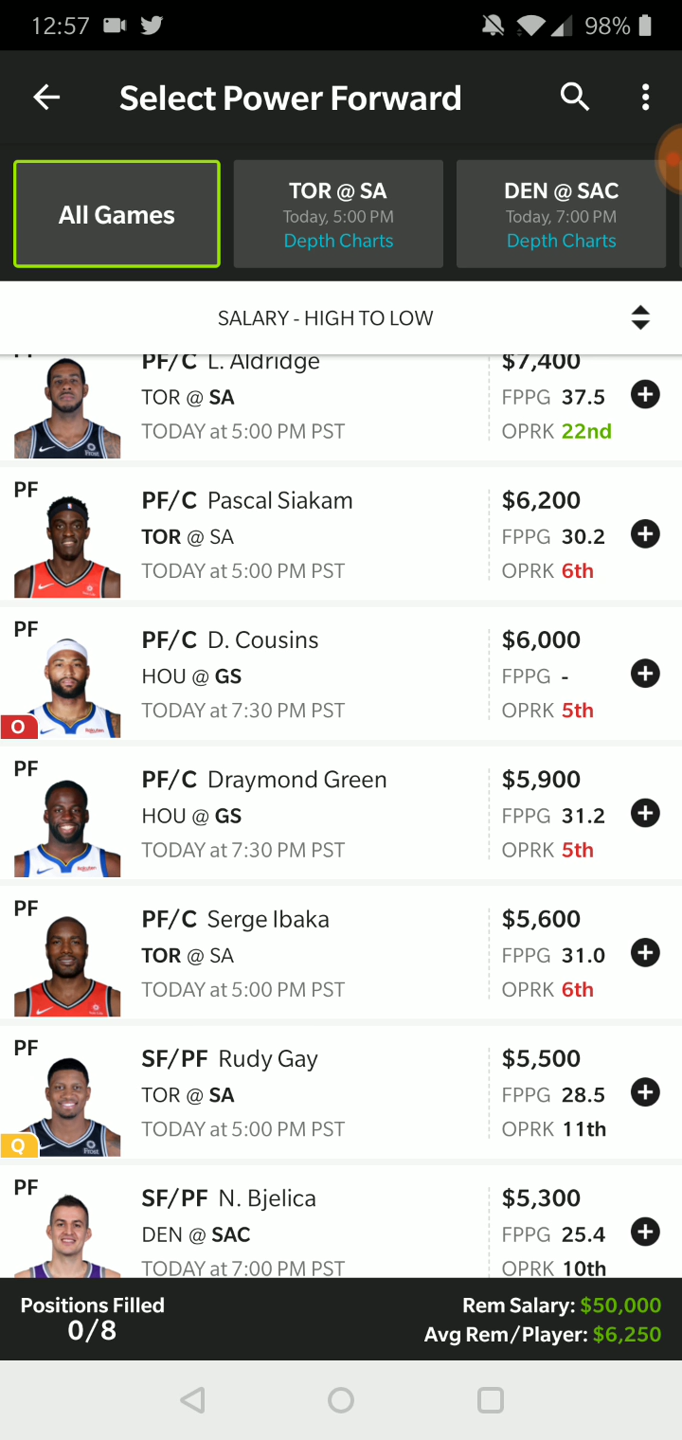 12:57 98%
Select Power Forward
All Games
TOR @ SA
Today, 5:00 PM
Depth Charts
DEN @ SAC
Today, 7:00 PM
Depth Charts
SALARY - HIGH TO LOW
PF/C L. Aldridge $7,400
TOR @ SA FPPG 37.5
TODAY at 5:00 PM PST OPRK 22nd
PF
PF/C Pascal Siakam $6,200
TOR @ SA FPPG 30.2
TODAY at 5:00 PM PST OPRK 6th
PF
PF/C D. Cousins $6,000
HOU @ GS FPPG -
O TODAY at 7:30 PM PST OPRK 5th
PF
PF/C Draymond Green $5,900
HOU @ GS FPPG 31.2
TODAY at 7:30 PM PST OPRK 5th
PF
PF/C Serge Ibaka $5,600
TOR @ SA FPPG 31.0
TODAY at 5:00 PM PST OPRK 6th
PF
SF/PF Rudy Gay $5,500
TOR @ SA FPPG 28.5
Q TODAY at 5:00 PM PST OPRK 11th
PF
SF/PF N. Bjelica $5,300
DEN @ SAC FPPG 25.4
TODAY at 7:00 PM PST OPRK 10th
Positions Filled
0/8
Rem Salary: $50,000
Avg Rem/Player: $6,250